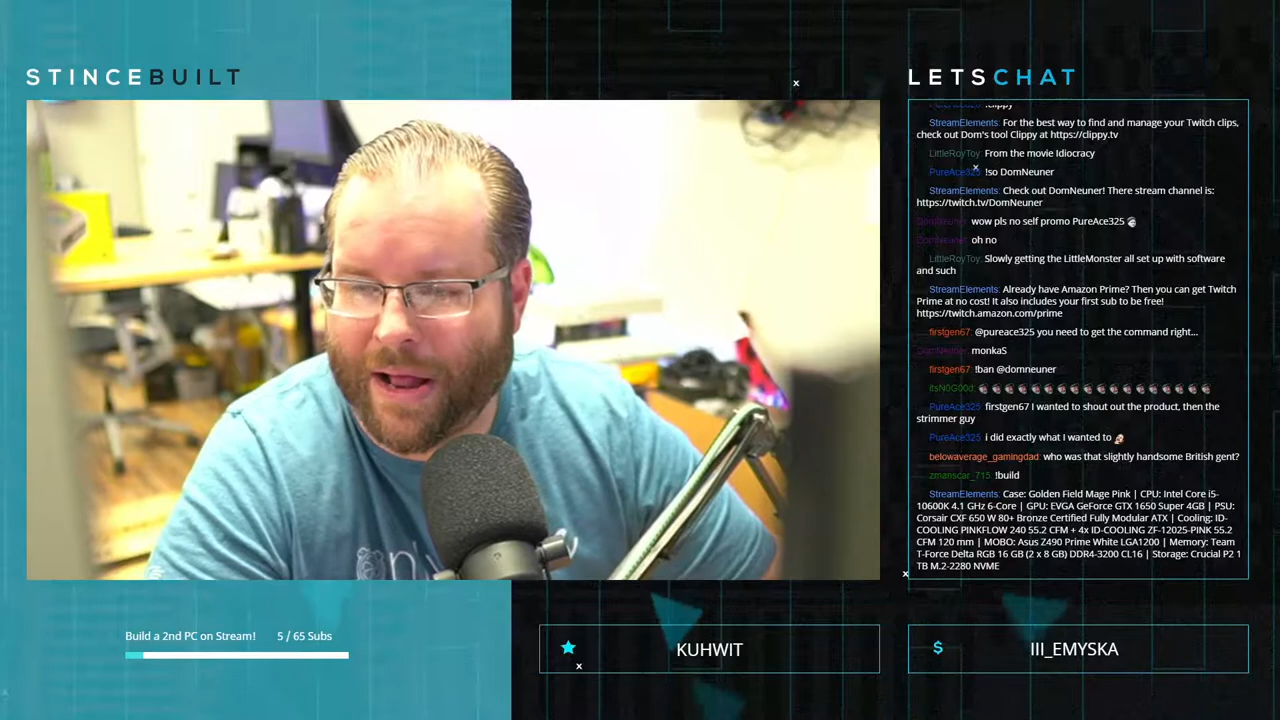 STINCEBUILT
LETSCHAT
!clippy
StreamElements: For the best way to find and manage your Twitch clips,
check out Dom's tool Clippy at https://clippy.tv
LittleRoyToy: From the movie Idiocracy
PureAce325: !so DomNeuner
StreamElements: Check out DomNeuner! There stream channel is:
https://twitch.tv/DomNeuner
DomNeuner: wow pls no self promo PureAce325
DomNeuner: oh no
LittleRoyToy: Slowly getting the LittleMonster all set up with software
and such
StreamElements: Already have Amazon Prime? Then you can get Twitch
Prime at no cost! It also includes your first sub to be free!
https://twitch.amazon.com/prime
firstgen67: @pureace325 you need to get the command right...
DomNeuner: monkaS
firstgen67: !ban @domneuner
itsN0G00d:
PureAce325: firstgen67 I wanted to shout out the product, then the
strimmer guy
PureAce325: i did exactly what I wanted to
belowaverage_gamingdad: who was that slightly handsome British gent?
zmanscar_715: !build
StreamElements: Case: Golden Field Mage Pink | CPU: Intel Core i5-
10600K 4.1 GHz 6-Core | GPU: EVGA GeForce GTX 1650 Super 4GB | PSU:
Corsair CXF 650 W 80+ Bronze Certified Fully Modular ATX | Cooling: ID-
COOLING PINKFLOW 240 55.2 CFM + 4x ID-COOLING ZF-12025-PINK 55.2
CFM 120 mm | MOBO: Asus Z490 Prime White LGA1200 | Memory: Team
T-Force Delta RGB 16 GB (2 x 8 GB) DDR4-3200 CL16 | Storage: Crucial P2 1
TB M.2-2280 NVME
Build a 2nd PC on Stream! 5 / 65 Subs
KUHWIT
$ III_EMYSKA